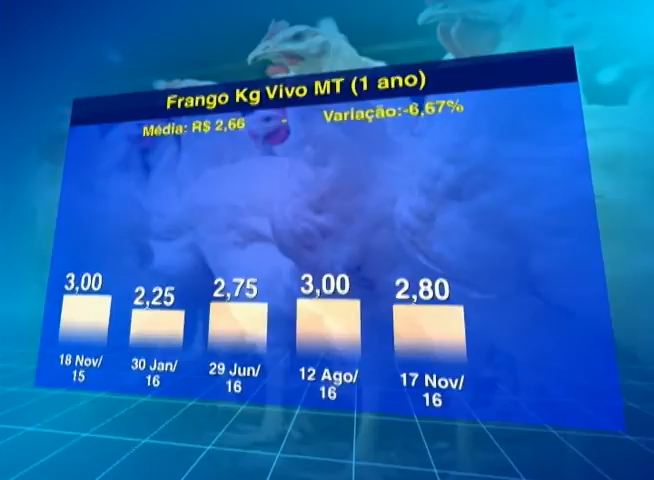 Frango Kg Vivo MT (1 ano)
Média: R$ 2,66 - Variação:-6,67%
3,00
2,25
2,75
3,00
2,80
18 Nov/
15
30 Jan/
16
29 Jun/
16
12 Ago/
16
17 Nov/
16